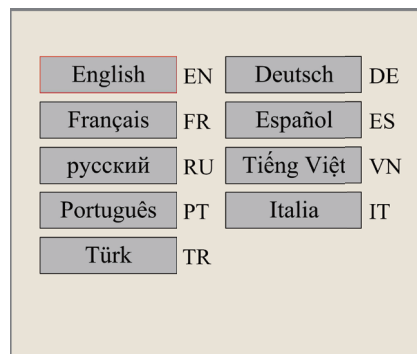 English EN Deutsch DE
Français FR Español ES
русский RU Tiếng Việt VN
Português PT Italia IT
Türk TR